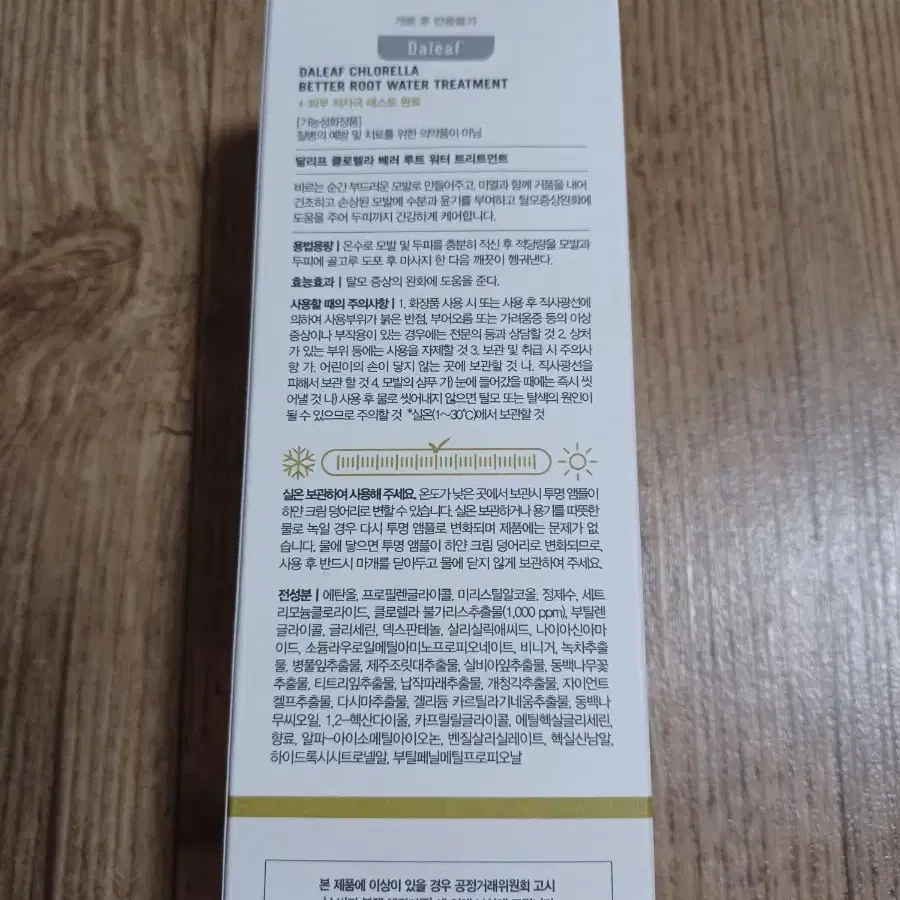 개봉 후 반품불가
Daleaf
DALEAF CHLORELLA
BETTER ROOT WATER TREATMENT
+ 피부 저자극 테스트 완료
[기능성화장품]
질병의 예방 및 치료를 위한 의약품이 아님
달리프 클로렐라 베러 루트 워터 트리트먼트
바르는 순간 부드러운 모발로 만들어주고, 미열과 함께 거품을 내어
건조하고 손상된 모발에 수분과 윤기를 부여하고 탈모증상완화에
도움을 주어 두피까지 건강하게 케어합니다.
용법용량 | 온수로 모발 및 두피를 충분히 적신 후 적당량을 모발과
두피에 골고루 도포 후 마사지 한 다음 깨끗이 헹궈낸다.
효능효과 | 탈모 증상의 완화에 도움을 준다.
사용할 때의 주의사항 | 1. 화장품 사용 시 또는 사용 후 직사광선에
의하여 사용부위가 붉은 반점, 부어오름 또는 가려움증 등의 이상
증상이나 부작용이 있는 경우에는 전문의 등과 상담할 것 2. 상처
가 있는 부위 등에는 사용을 자제할 것 3. 보관 및 취급 시 주의사
항 가. 어린이의 손이 닿지 않는 곳에 보관할 것 나. 직사광선을
피해서 보관 할 것 4. 모발의 샴푸 가) 눈에 들어갔을 때에는 즉시 씻
어낼 것 나) 사용 후 물로 씻어내지 않으면 탈모 또는 탈색의 원인이
될 수 있으므로 주의할 것 *실온(1~30℃)에서 보관할 것
실온 보관하여 사용해 주세요. 온도가 낮은 곳에서 보관시 투명 앰플이
하얀 크림 덩어리로 변할 수 있습니다. 실온 보관하거나 용기를 따뜻한
물로 녹일 경우 다시 투명 앰플로 변화되며 제품에는 문제가 없
습니다. 물에 닿으면 투명 앰플이 하얀 크림 덩어리로 변화되므로,
사용 후 반드시 마개를 닫아두고 물에 닫지 않게 보관하여 주세요.
전성분 | 에탄올, 프로필렌글라이콜, 미리스틸알코올, 정제수, 세트
리모늄클로라이드, 클로렐라 불가리스추출물(1,000 ppm), 부틸렌
글라이콜, 글리세린, 덱스판테놀, 살리실릭애씨드, 나이아신아마
이드, 소듐라우로일메틸아미노프로피오네이트, 비니거, 녹차추출
물, 병풀잎추출물, 제주조릿대추출물, 살비아잎추출물, 동백나무꽃
추출물, 티트리잎추출물, 납작파래추출물, 개청각추출물, 자이언트
켈프추출물, 다시마추출물, 겔리듐 카르틸라기네움추출물, 동백나
무씨오일, 1,2-헥산다이올, 카프릴릴글라이콜, 에틸헥실글리세린,
향료, 알파-아이소메틸아이오논, 벤질살리실레이트, 헥실신남알,
하이드록시시트로넬알, 부틸페닐메틸프로피오날
본 제품에 이상이 있을 경우 공정거래위원회 고시